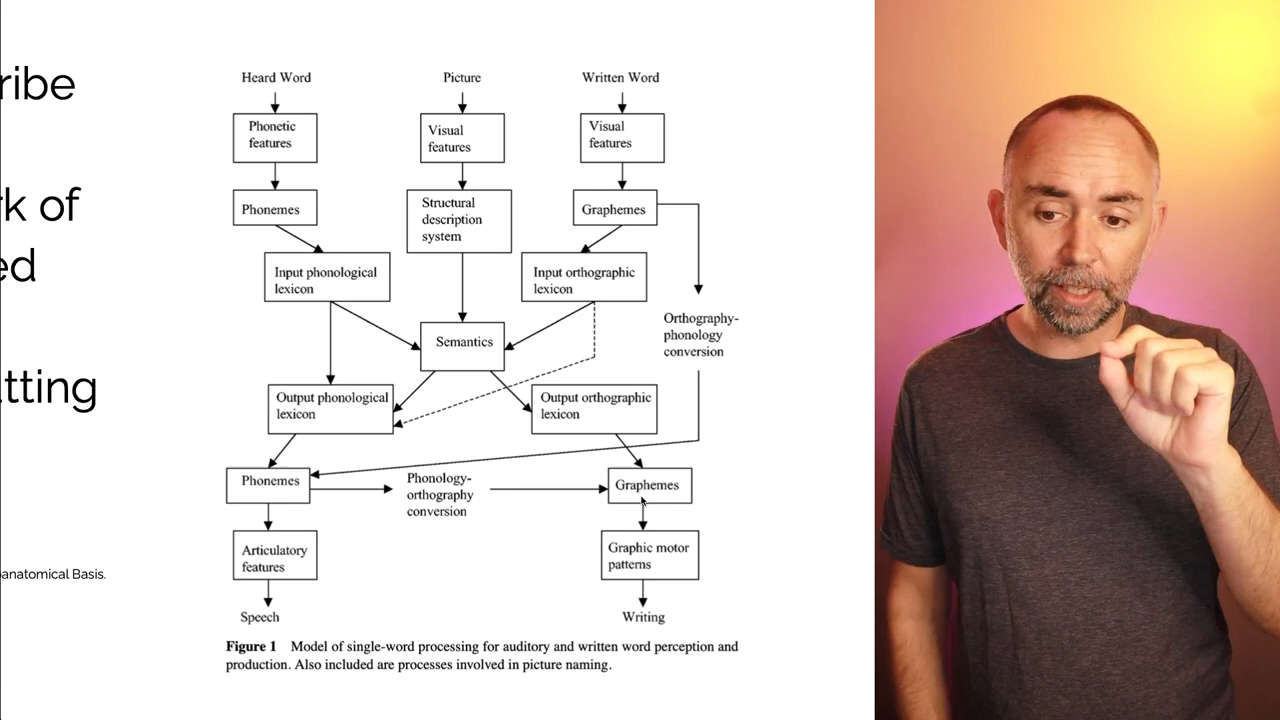 ribe
rk of
ed
tting
anatomical Basis.
Heard Word
Picture
Written Word
Phonetic
features
Visual
features
Visual
features
Phonemes
Structural
description
system
Graphemes
Input phonological
lexicon
Input orthographic
lexicon
Orthography-
phonology
conversion
Semantics
Output phonological
lexicon
Output orthographic
lexicon
Phonemes
Phonology-
orthography
conversion
Graphemes
Articulatory
features
Graphic motor
patterns
Speech
Writing
Figure 1 Model of single-word processing for auditory and written word perception and
production. Also included are processes involved in picture naming.